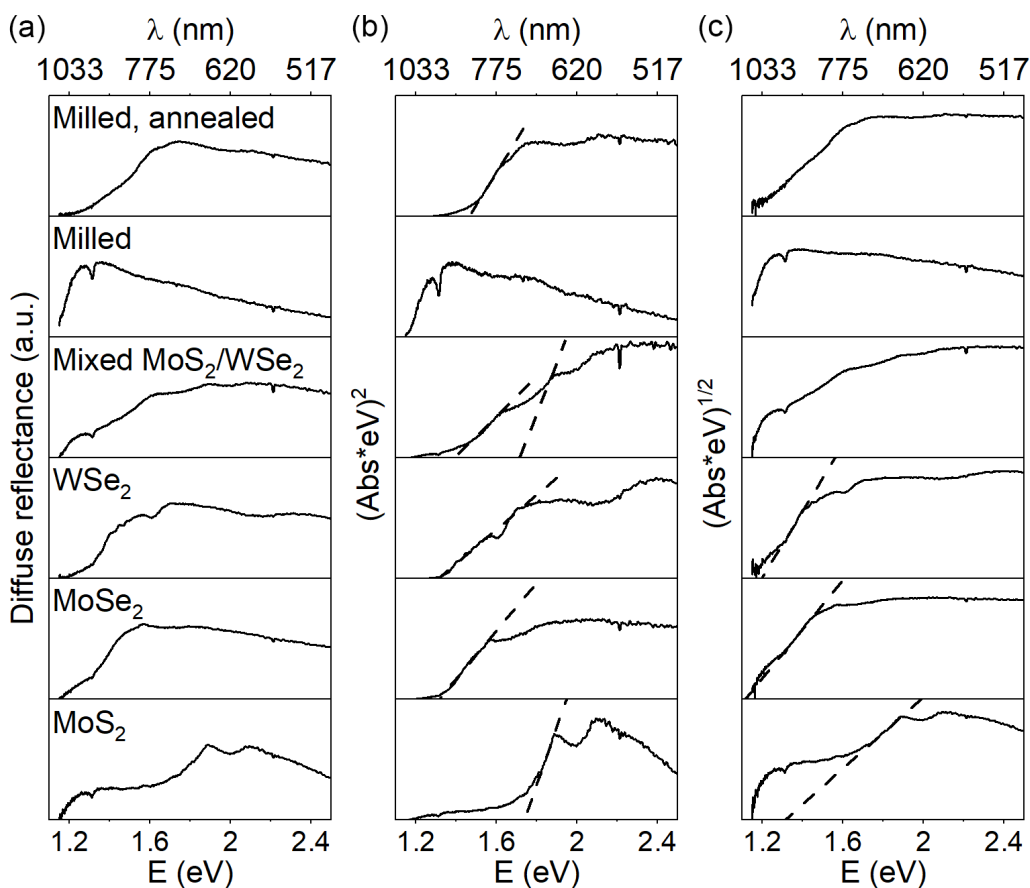 (a) λ (nm)
1033 775 620 517
(b) λ (nm)
1033 775 620 517
(c) λ (nm)
1033 775 620 517
Diffuse reflectance (a.u.)
Milled, annealed
Milled
Mixed MoS₂/WSe₂
WSe₂
MoSe₂
MoS₂
1.2 1.6 2 2.4
E (eV)
(Abs*eV)²
1.2 1.6 2 2.4
E (eV)
(Abs*eV)¹/²
1.2 1.6 2 2.4
E (eV)